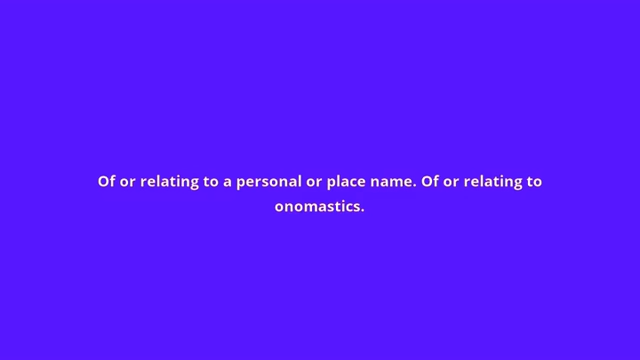 Of or relating to a personal or place name. Of or relating to
onomastics.